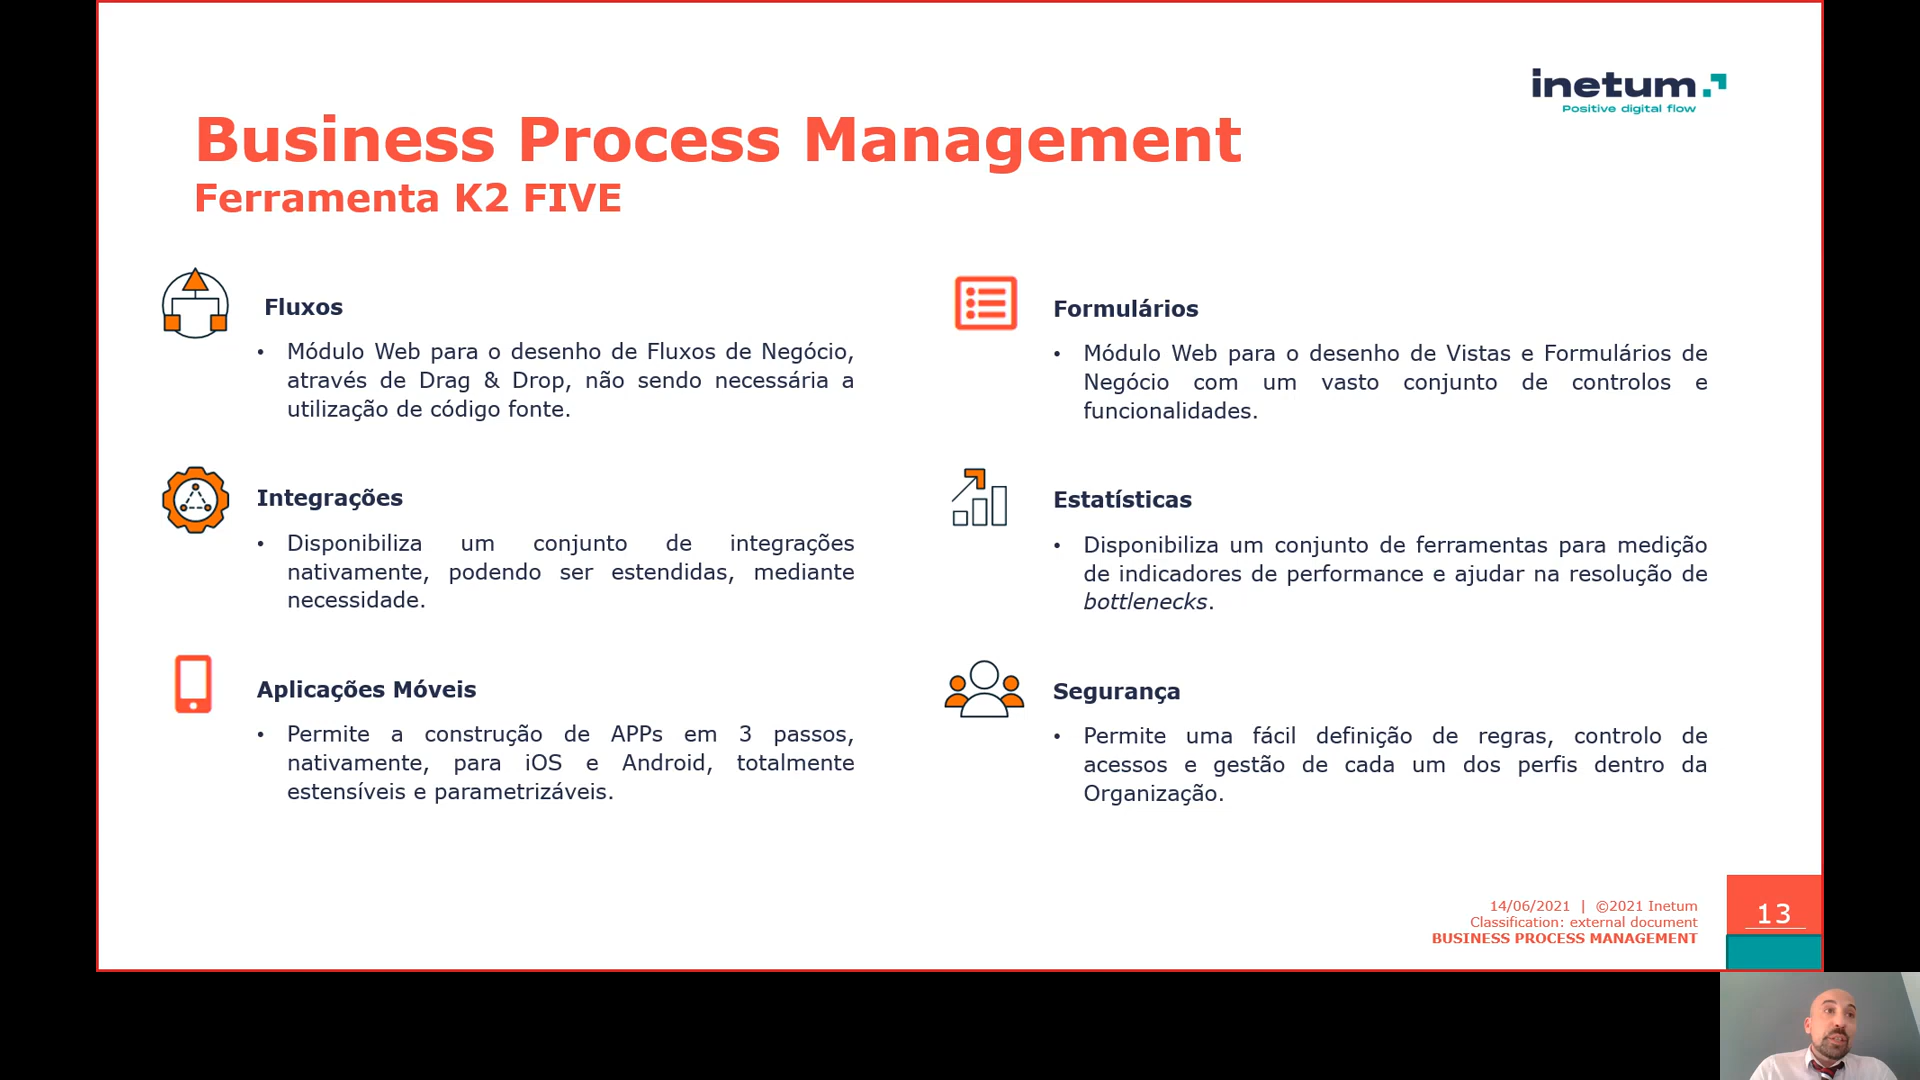 inetum
Positive digital flow
Business Process Management
Ferramenta K2 FIVE
Fluxos
• Módulo Web para o desenho de Fluxos de Negócio,
através de Drag & Drop, não sendo necessária a
utilização de código fonte.
Formulários
• Módulo Web para o desenho de Vistas e Formulários de
Negócio com um vasto conjunto de controlos e
funcionalidades.
Integrações
• Disponibiliza um conjunto de integrações
nativamente, podendo ser estendidas, mediante
necessidade.
Estatísticas
• Disponibiliza um conjunto de ferramentas para medição
de indicadores de performance e ajudar na resolução de
bottlenecks.
Aplicações Móveis
• Permite a construção de APPs em 3 passos,
nativamente, para iOS e Android, totalmente
estensíveis e parametrizáveis.
Segurança
• Permite uma fácil definição de regras, controlo de
acessos e gestão de cada um dos perfis dentro da
Organização.
14/06/2021 | ©2021 Inetum
Classification: external document
BUSINESS PROCESS MANAGEMENT
13